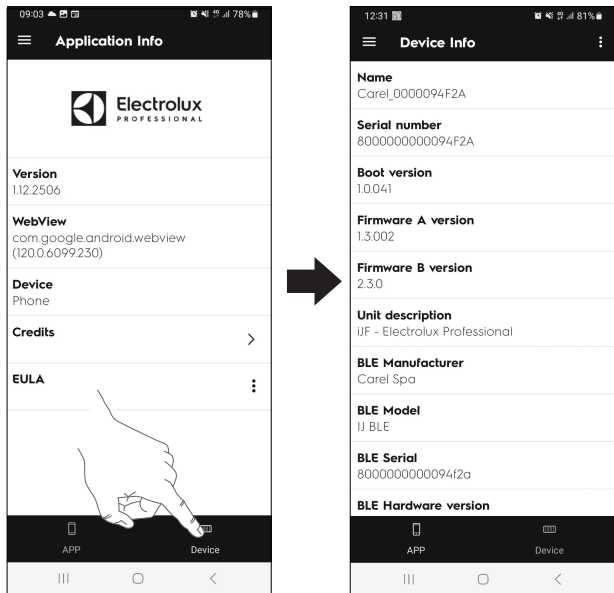 09:03 78%
Application Info
Electrolux
PROFESSIONAL
Version
1.12.2506
WebView
com.google.android.webview
(120.0.6099.230)
Device
Phone
Credits
EULA
APP Device
12:31 81%
Device Info
Name
Carel_0000094F2A
Serial number
8000000000094F2A
Boot version
1.0.041
Firmware A version
1.3.002
Firmware B version
2.3.0
Unit description
iJF - Electrolux Professional
BLE Manufacturer
Carel Spa
BLE Model
IJ BLE
BLE Serial
8000000000094f2a
BLE Hardware version
APP Device